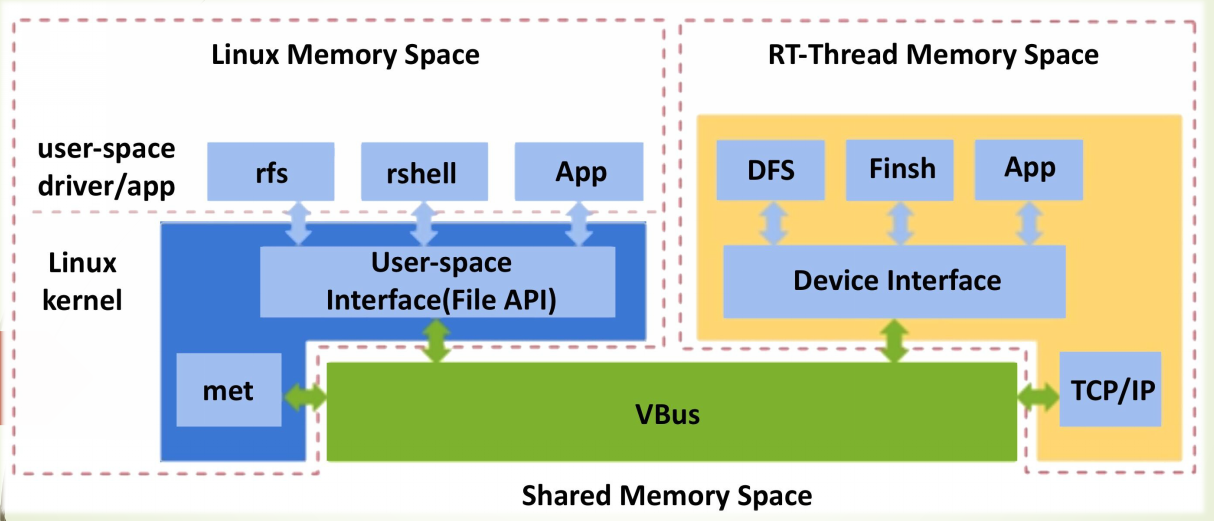 Linux Memory Space
RT-Thread Memory Space
user-space
driver/app
rfs
rshell
App
DFS
Finsh
App
Linux
kernel
User-space
Interface(File API)
Device Interface
met
VBus
TCP/IP
Shared Memory Space